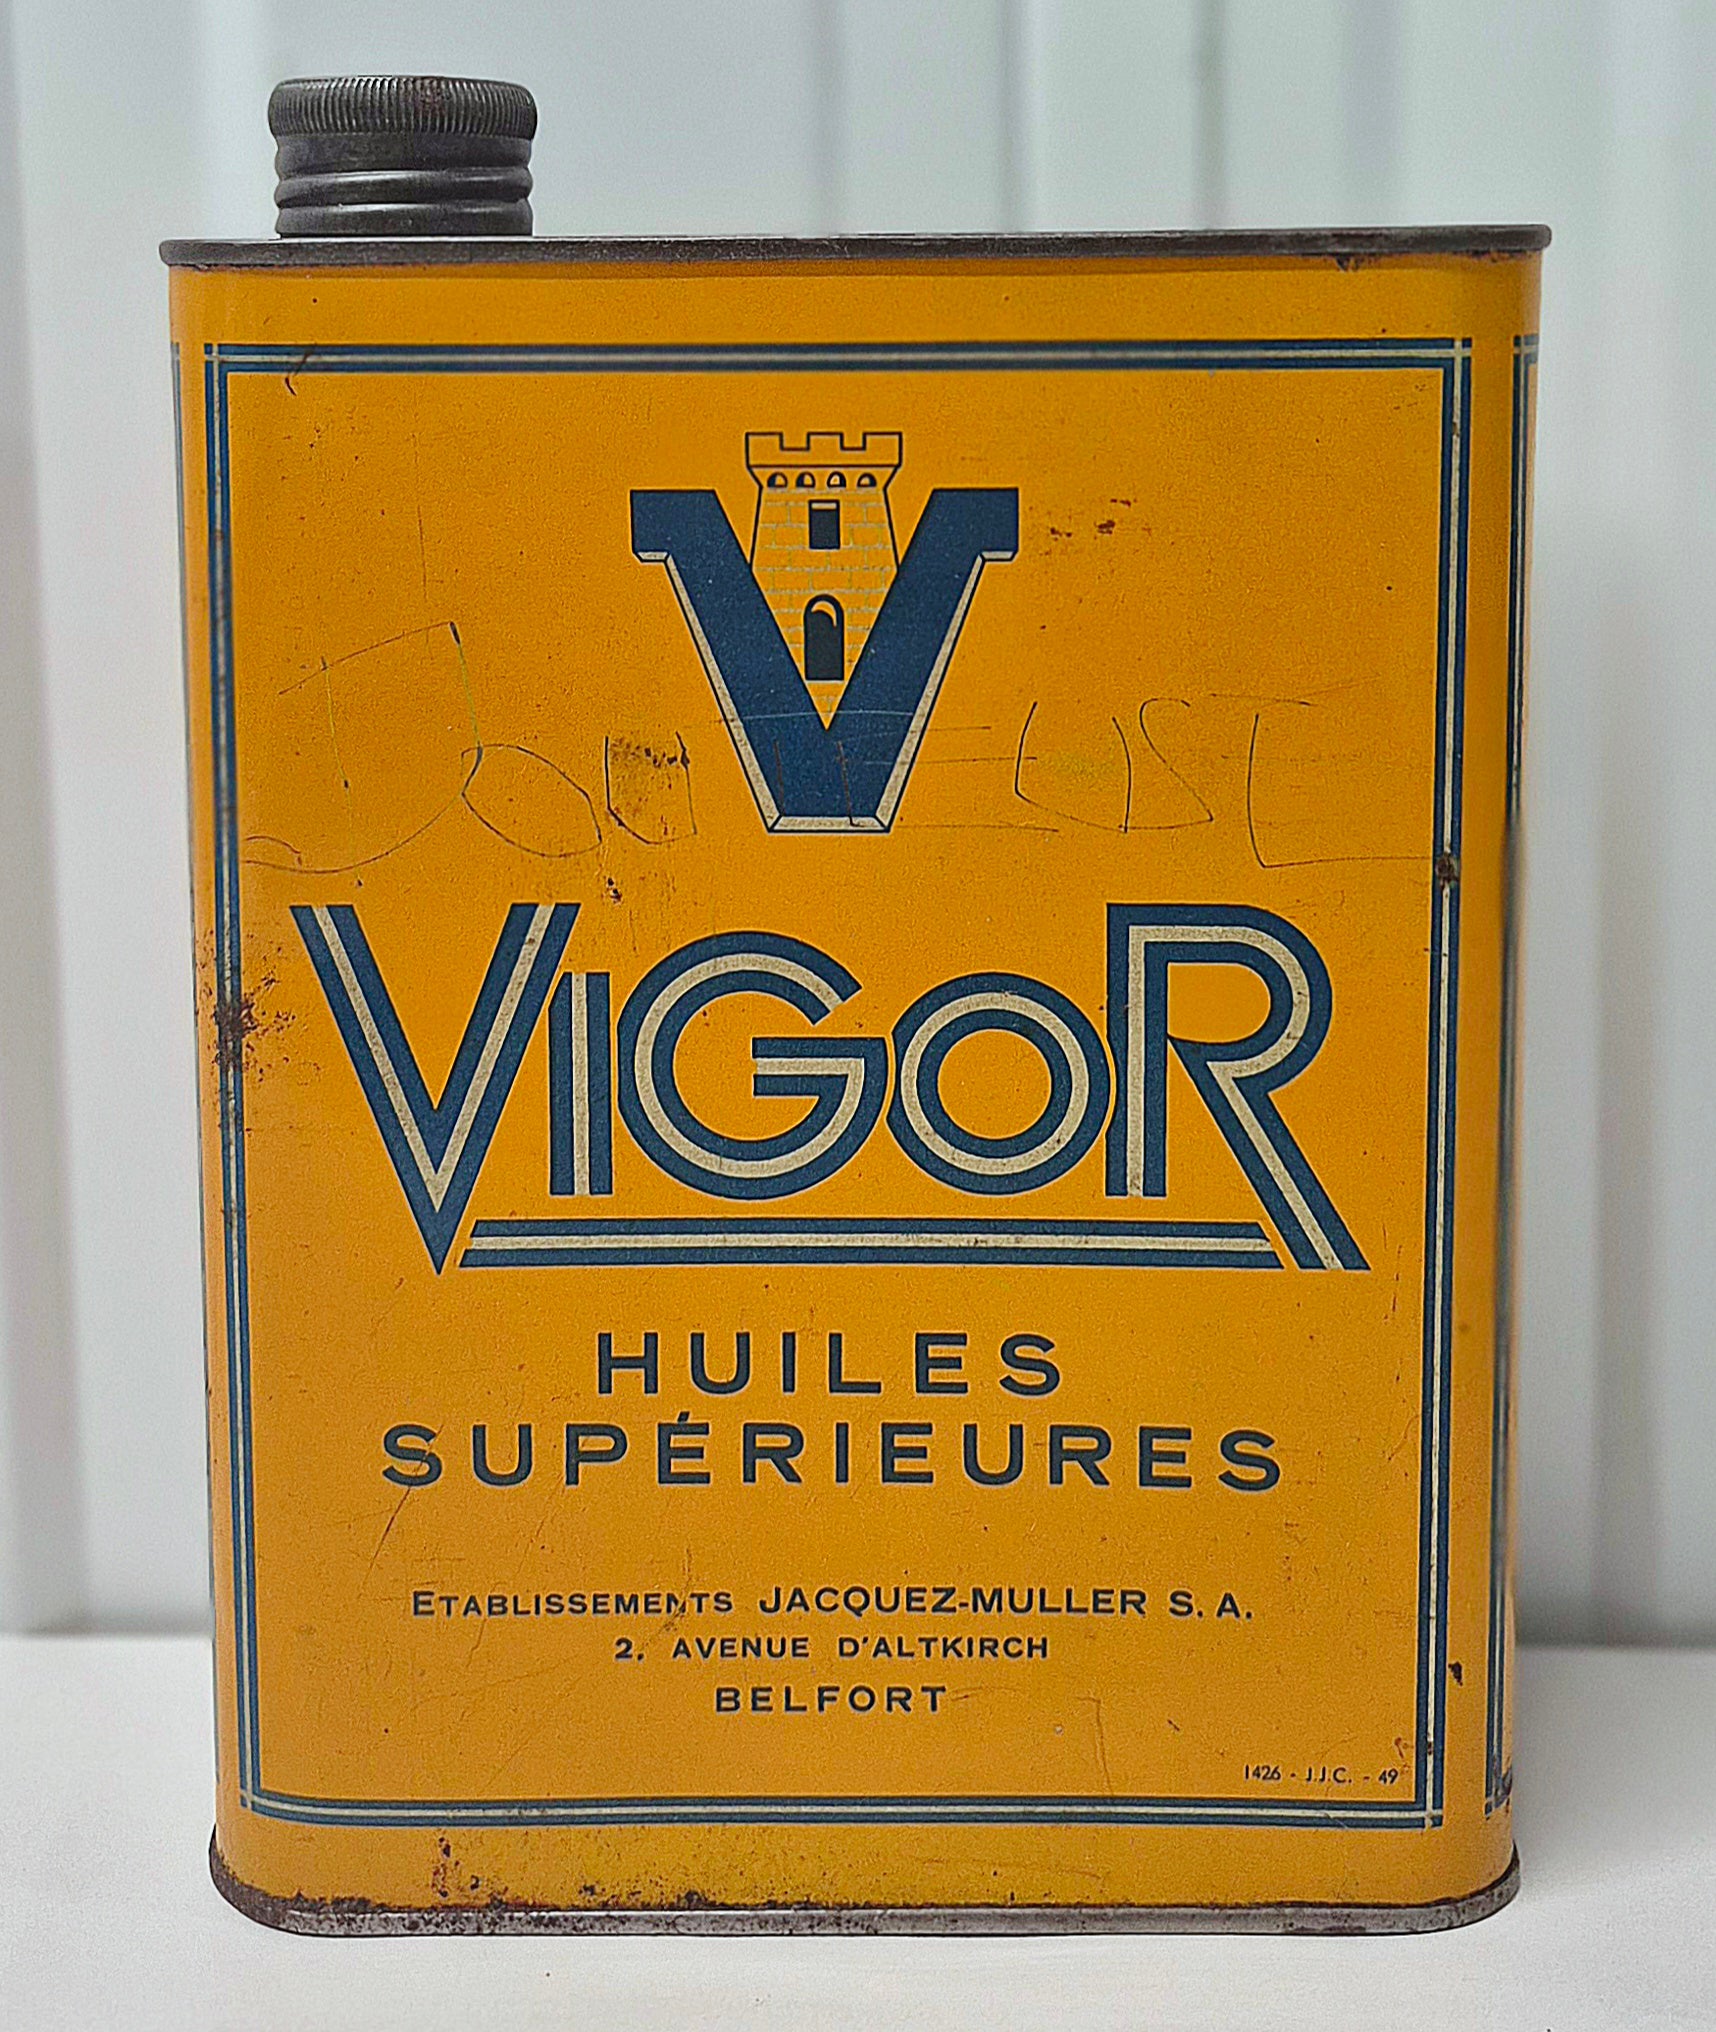 V
VIGOR
HUILES
SUPÉRIEURES
ETABLISSEMENTS JACQUEZ-MULLER S. A.
2, AVENUE D'ALTKIRCH
BELFORT
1426 - J.J.C. - 49